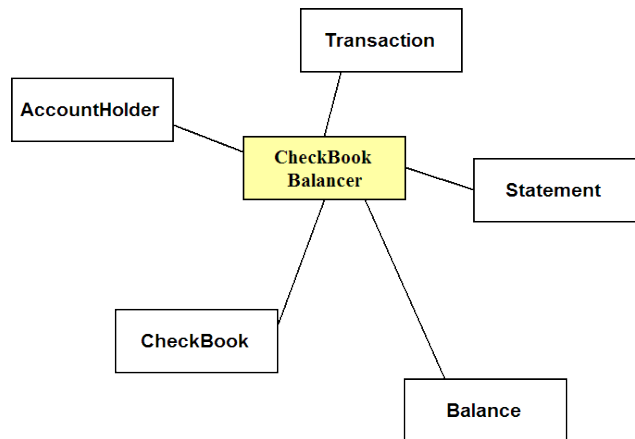 Transaction
AccountHolder
CheckBook
Balancer
Statement
CheckBook
Balance